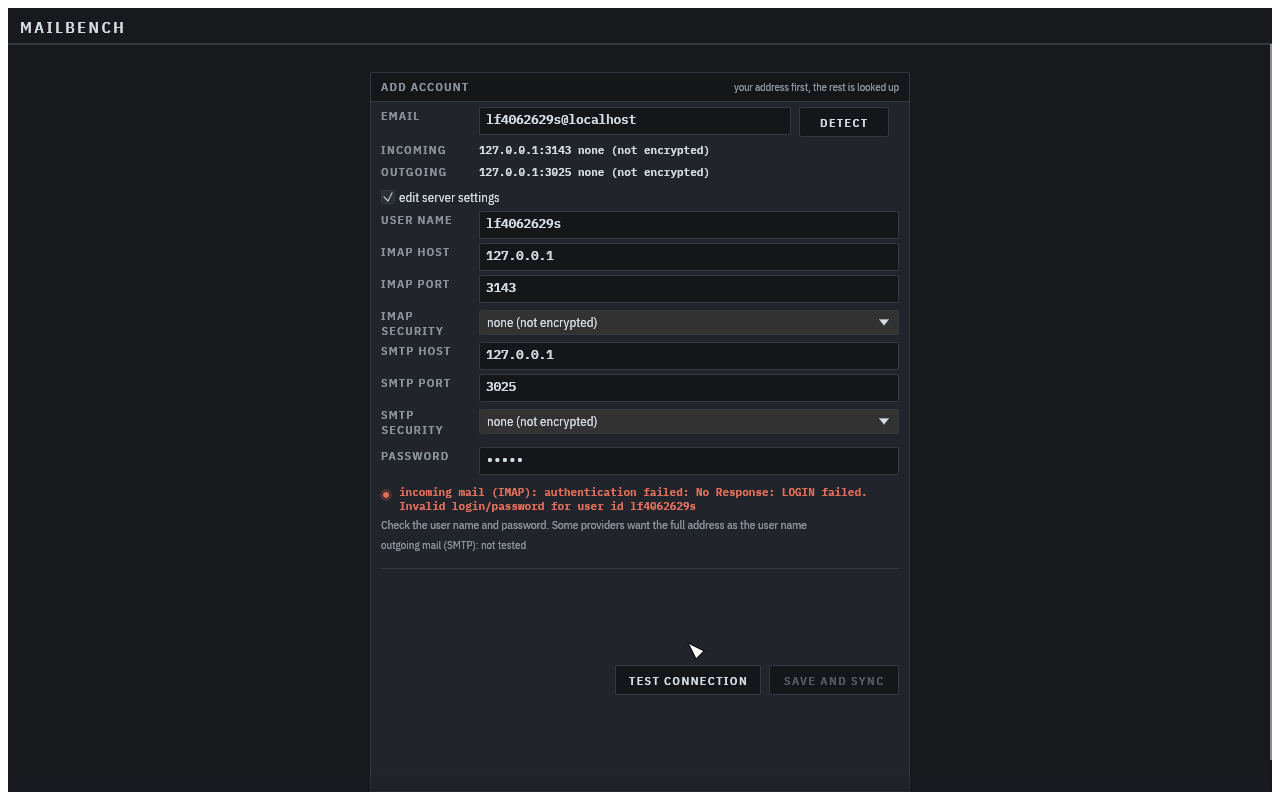 MAILBENCH
ADD ACCOUNT your address first, the rest is looked up
EMAIL lf4062629s@localhost DETECT
INCOMING 127.0.0.1:3143 none (not encrypted)
OUTGOING 127.0.0.1:3025 none (not encrypted)
edit server settings
USER NAME lf4062629s
IMAP HOST 127.0.0.1
IMAP PORT 3143
IMAP SECURITY none (not encrypted)
SMTP HOST 127.0.0.1
SMTP PORT 3025
SMTP SECURITY none (not encrypted)
PASSWORD •••••
incoming mail (IMAP): authentication failed: No Response: LOGIN failed.
Invalid login/password for user id lf4062629s
Check the user name and password. Some providers want the full address as the user name
outgoing mail (SMTP): not tested
TEST CONNECTION SAVE AND SYNC